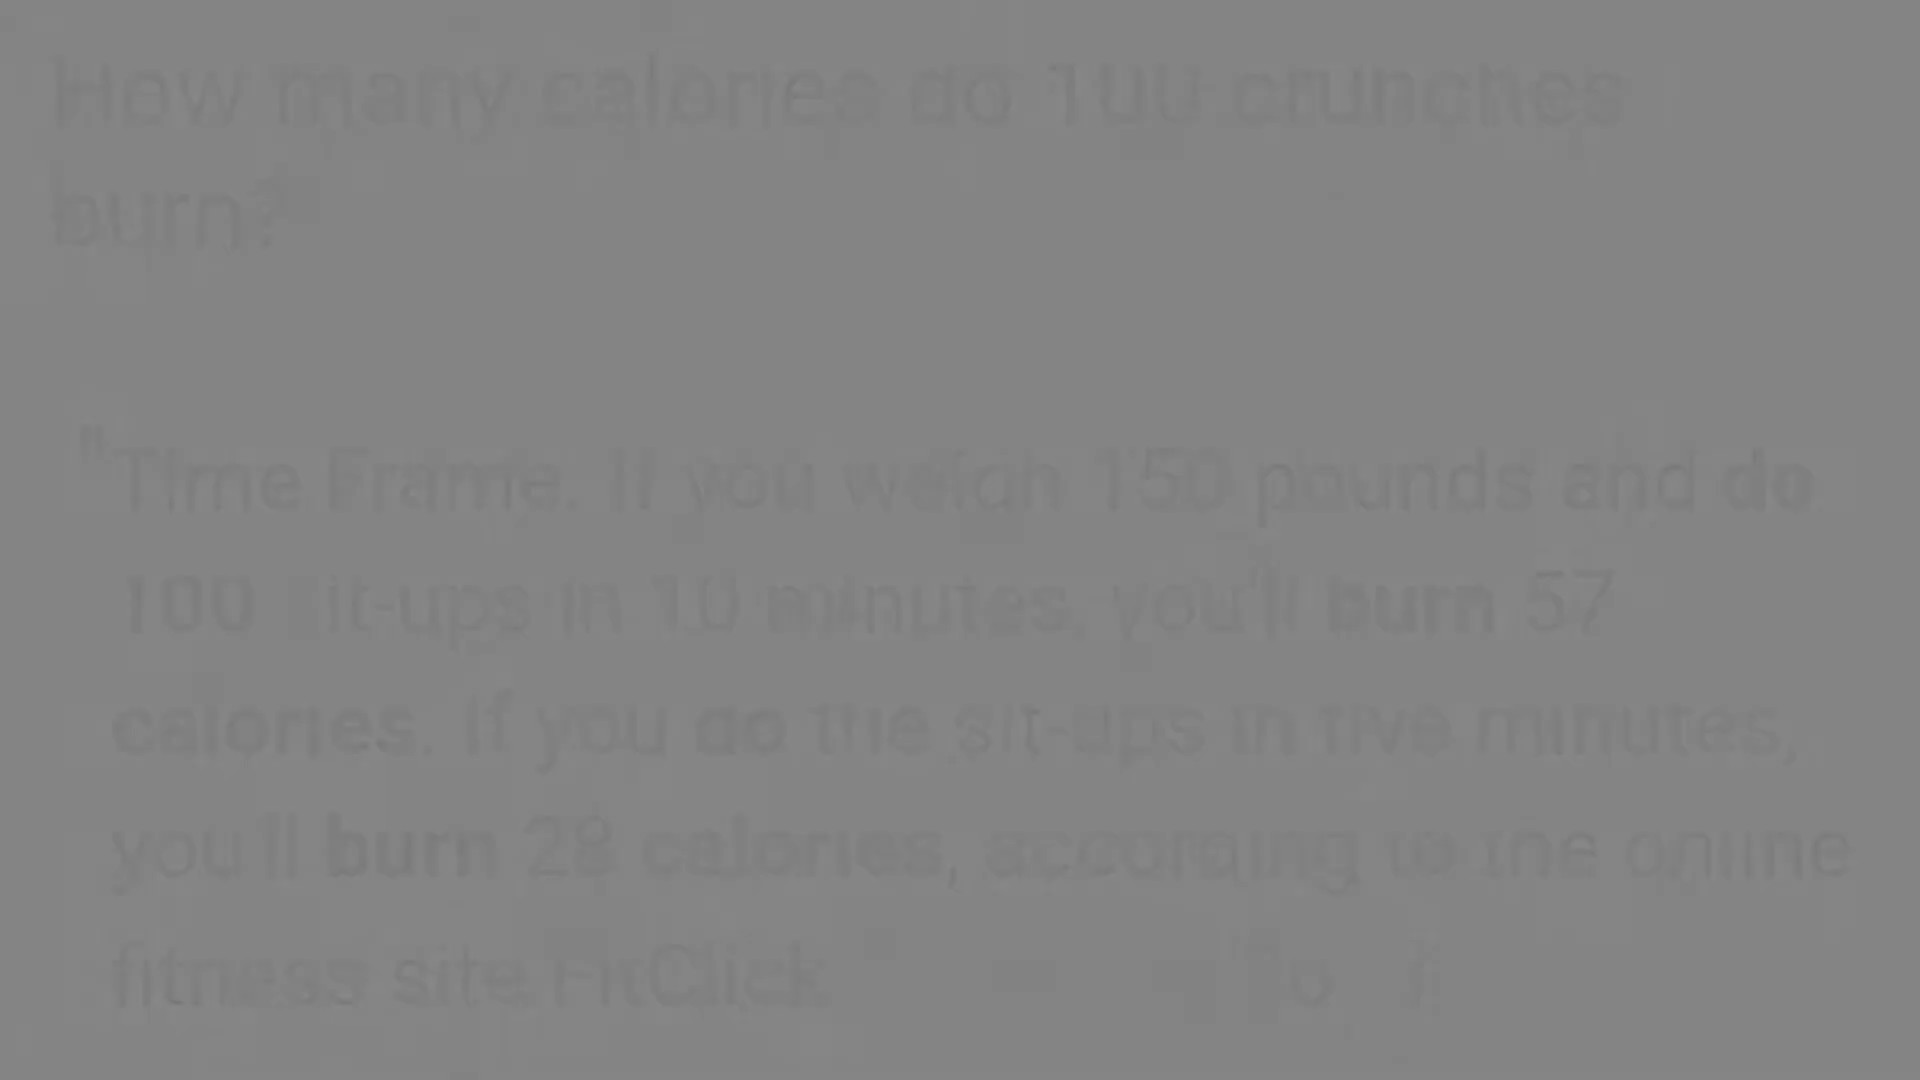 How many calories do 100 crunches
burn?
"Time Frame. If you weigh 150 pounds and do
100 sit-ups in 10 minutes, you'll burn 57
calories. If you do the sit-ups in five minutes,
you'll burn 28 calories, according to the online
fitness site FitClick